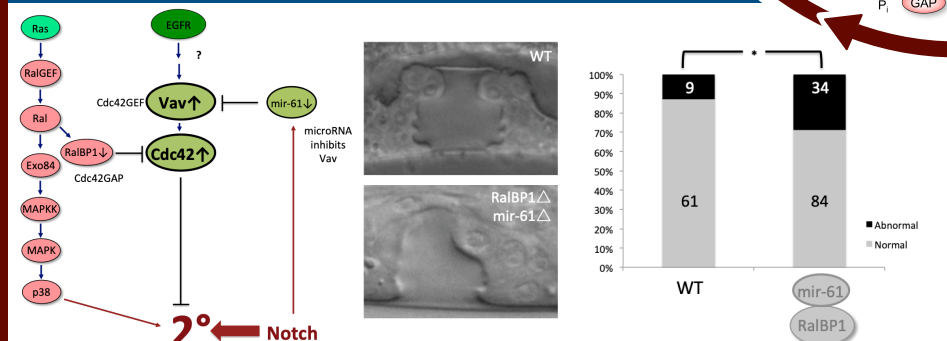 Pi
GAP
Ras
RalGEF
Ral
RalBP1↓
Cdc42GAP
Exo84
MAPKK
MAPK
p38
EGFR
?
Cdc42GEF
Vav↑
mir-61↓
microRNA
inhibits
Vav
Cdc42↑
2°
Notch
WT
RalBP1△
mir-61△
*
100%
90%
80%
70%
60%
50%
40%
30%
20%
10%
0%
9
61
34
84
Abnormal
Normal
WT
mir-61
RalBP1